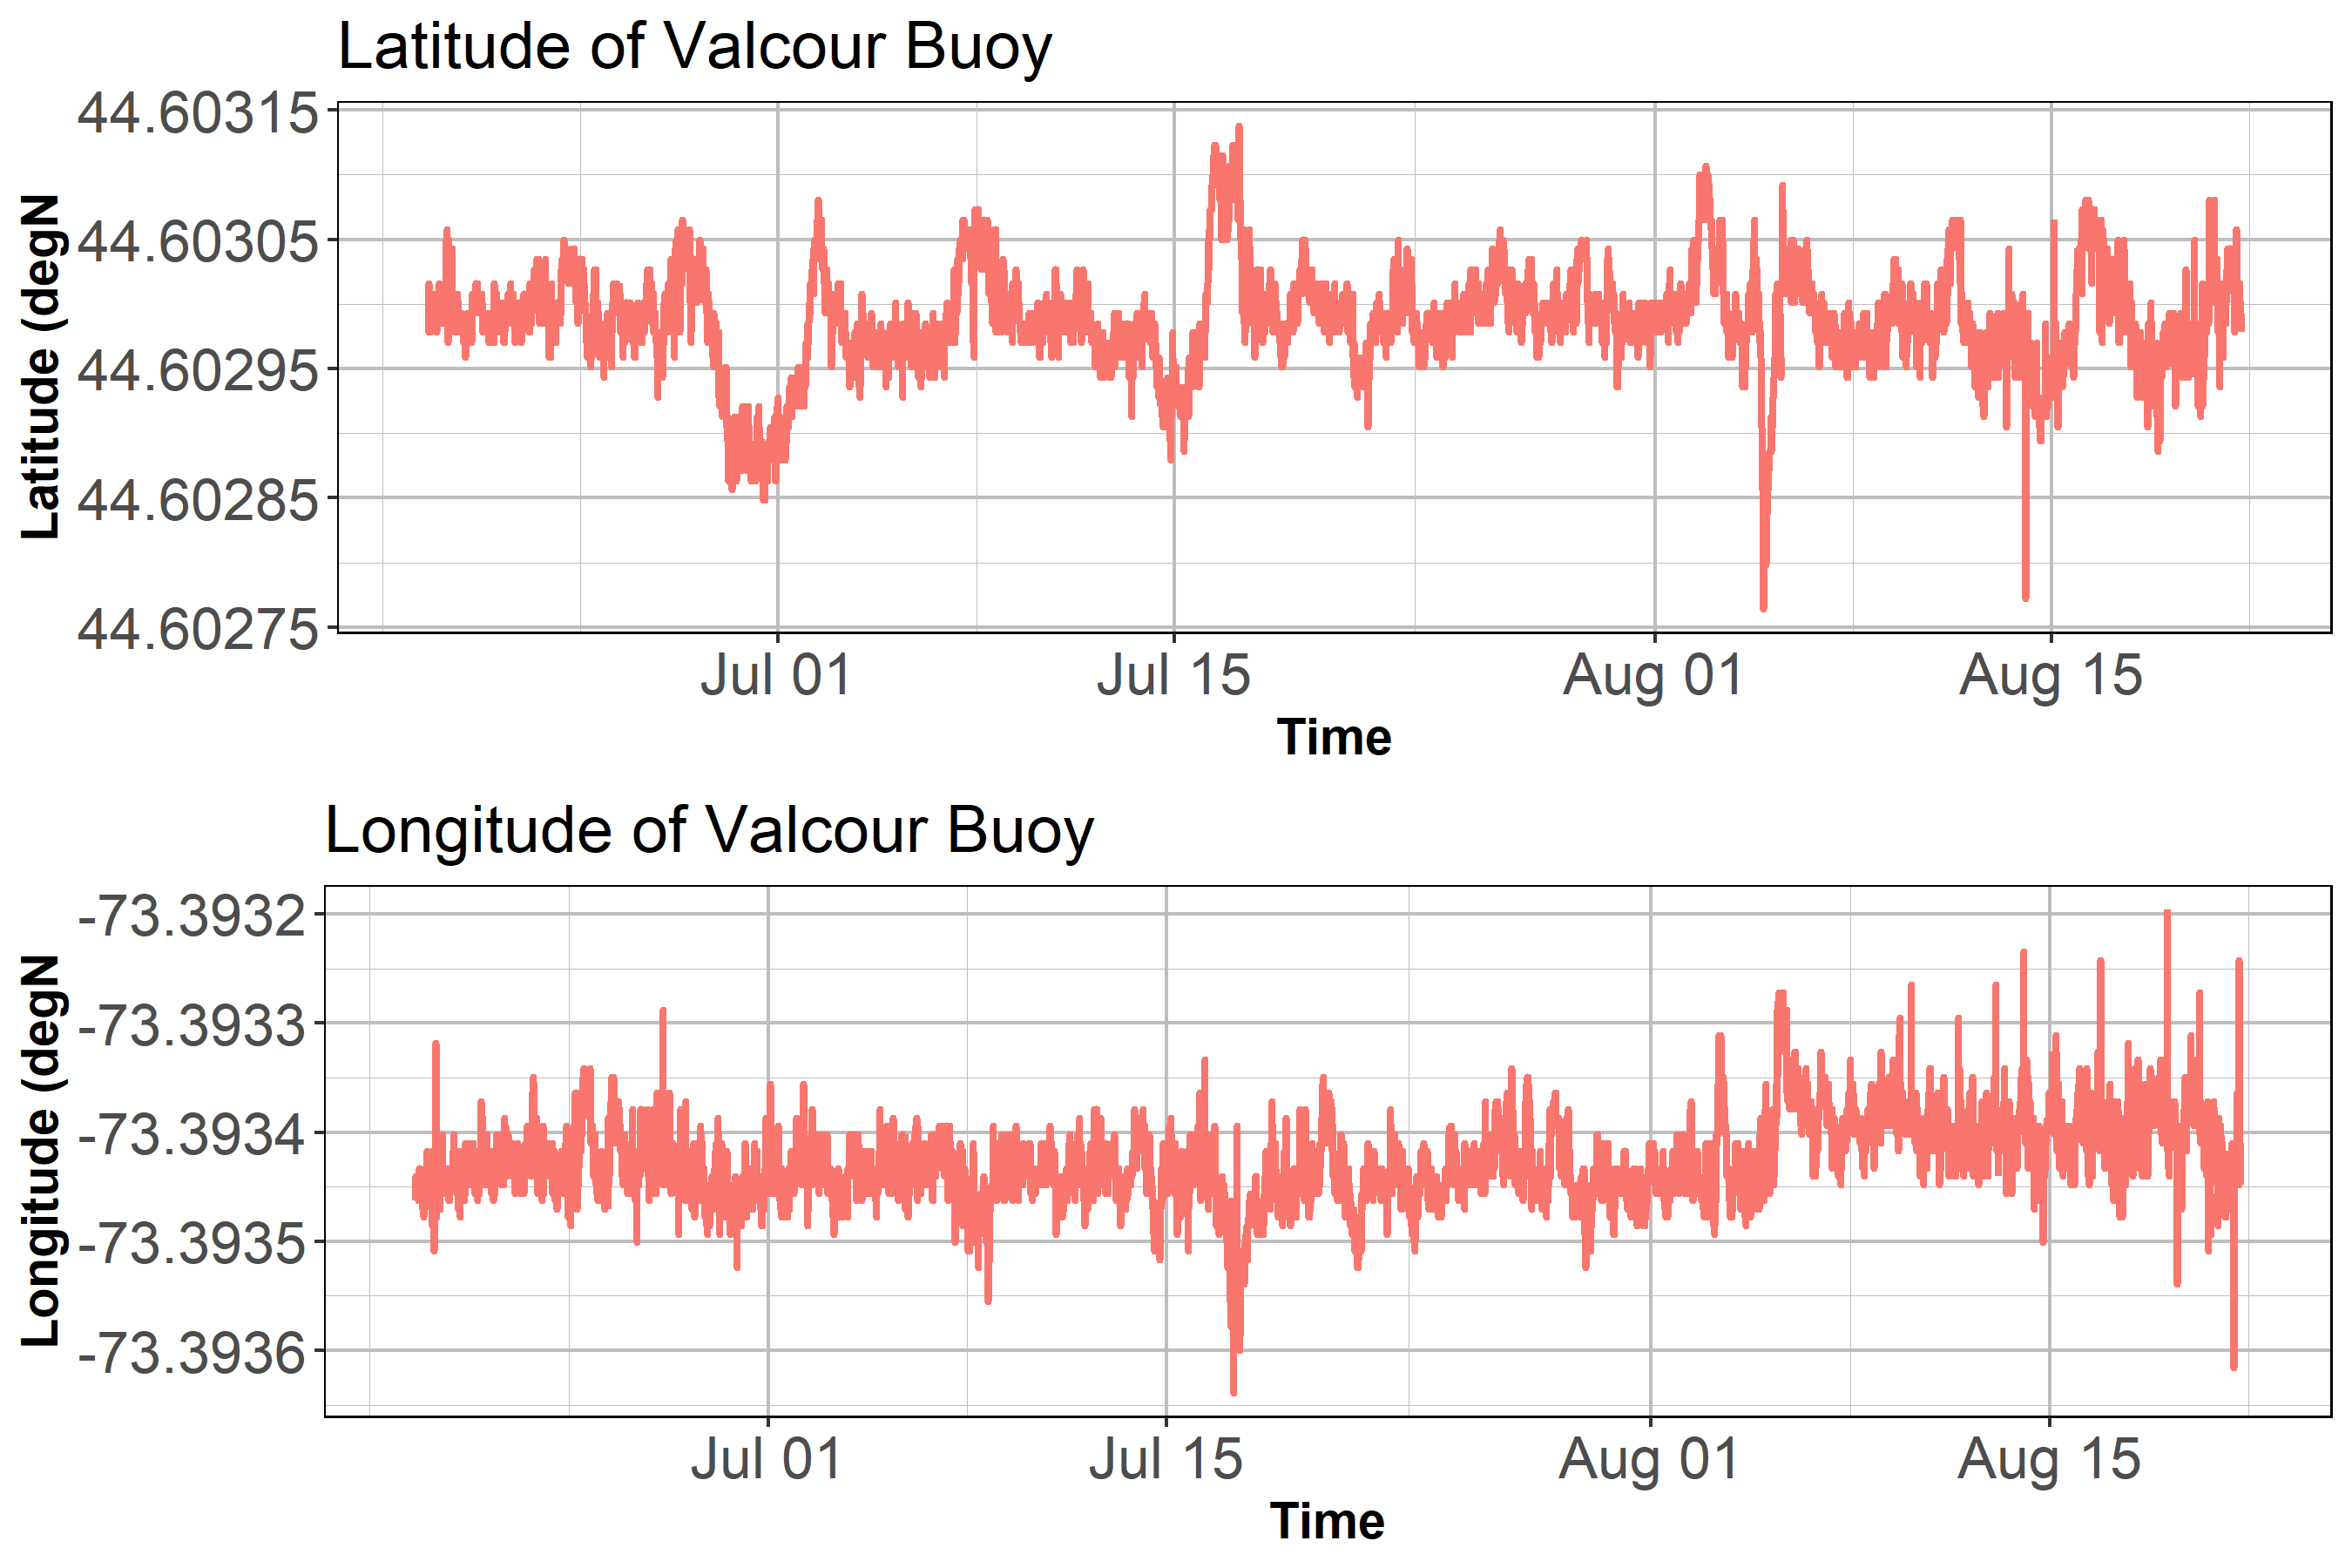 Latitude of Valcour Buoy
Latitude (degN
44.60315
44.60305
44.60295
44.60285
44.60275
Jul 01
Jul 15
Aug 01
Aug 15
Time
Longitude of Valcour Buoy
Longitude (degN
-73.3932
-73.3933
-73.3934
-73.3935
-73.3936
Jul 01
Jul 15
Aug 01
Aug 15
Time